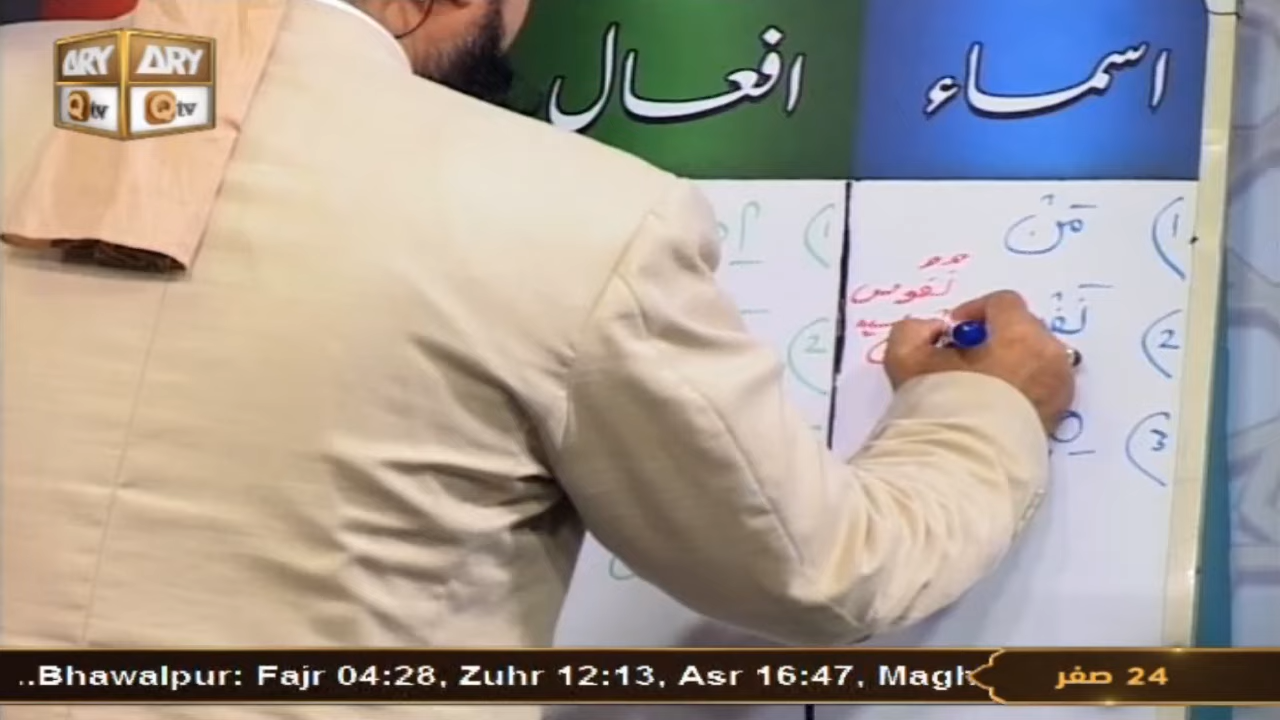 ARY ARY
Qtv Qtv
اسماء افعال
1 مَنْ
1
نُفُوس
2
2
3
..Bhawalpur: Fajr 04:28, Zuhr 12:13, Asr 16:47, Magh
24 صفر